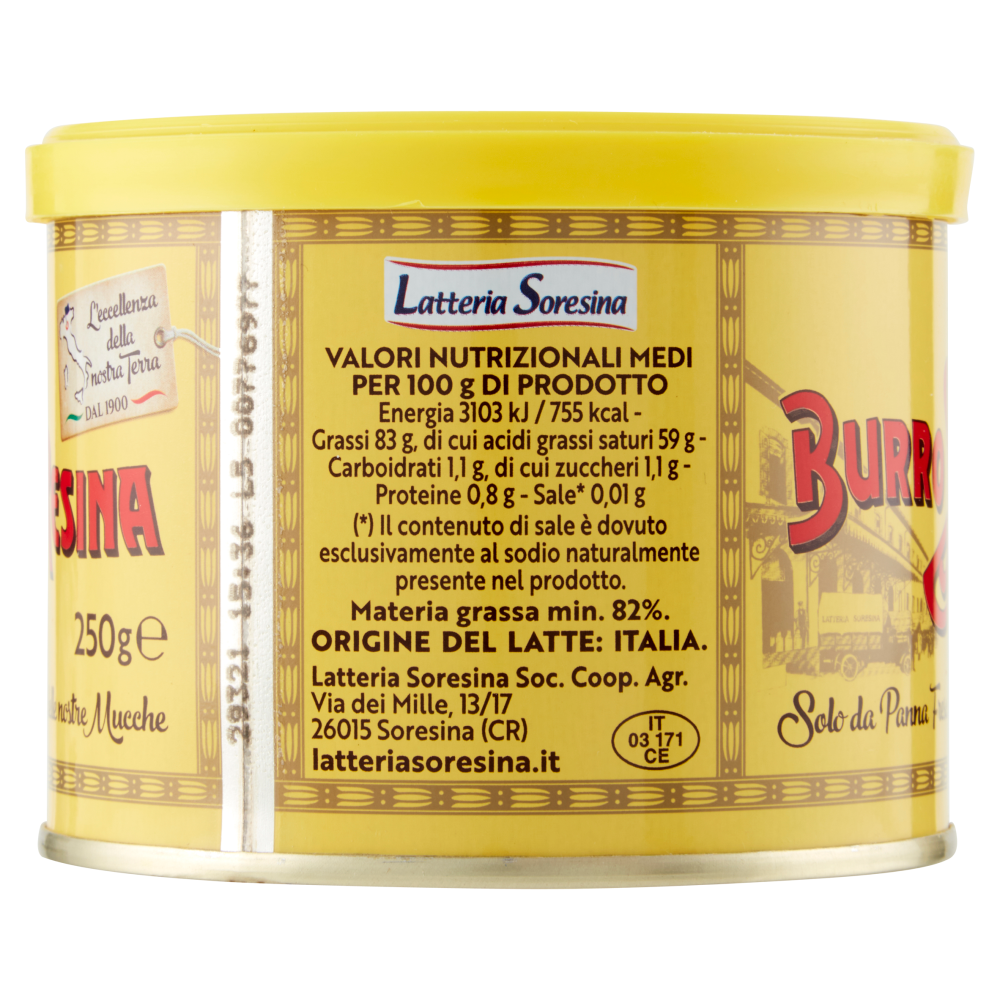 L'eccellenza
della
nostra Terra
DAL 1900
250g e
nostre Mucche
29321 15:36 L5 00776977
Latteria Soresina
VALORI NUTRIZIONALI MEDI
PER 100 g DI PRODOTTO
Energia 3103 kJ / 755 kcal -
Grassi 83 g, di cui acidi grassi saturi 59 g -
Carboidrati 1,1 g, di cui zuccheri 1,1 g -
Proteine 0,8 g - Sale* 0,01 g
(*) Il contenuto di sale è dovuto
esclusivamente al sodio naturalmente
presente nel prodotto.
Materia grassa min. 82%.
ORIGINE DEL LATTE: ITALIA.
Latteria Soresina Soc. Coop. Agr.
Via dei Mille, 13/17
26015 Soresina (CR)
latteriasoresina.it
IT
03 171
CE
BURRO
Solo da Panna